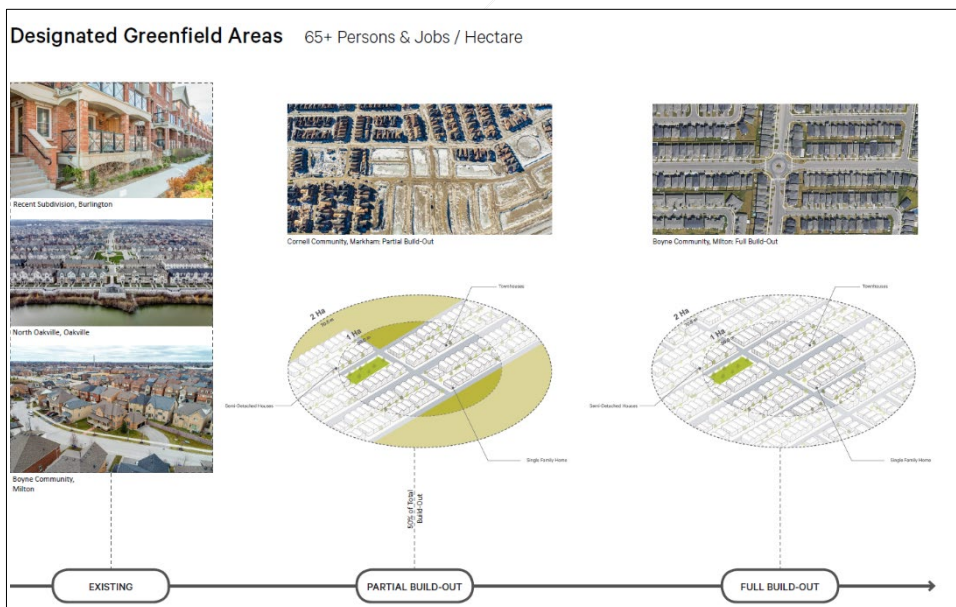 Designated Greenfield Areas 65+ Persons & Jobs / Hectare
Recent Subdivision, Burlington
North Oakville, Oakville
Boyne Community,
Milton
Cornell Community, Markham: Partial Build-Out
2 Ha
1 Ha
Townhouses
Semi-Detached Houses
Single Family Home
50% of Total
Build-Out
Boyne Community, Milton: Full Build-Out
2 Ha
1 Ha
Townhouses
Semi-Detached Houses
Single Family Home
EXISTING
PARTIAL BUILD-OUT
FULL BUILD-OUT